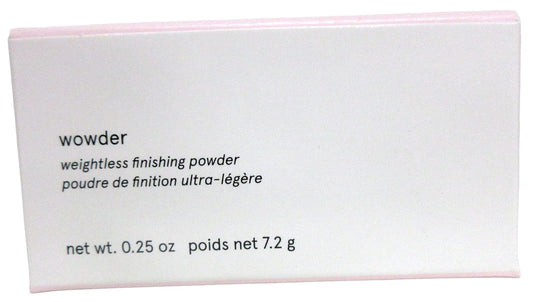 wowder
weightless finishing powder
poudre de finition ultra-légère
net wt. 0.25 oz poids net 7.2 g